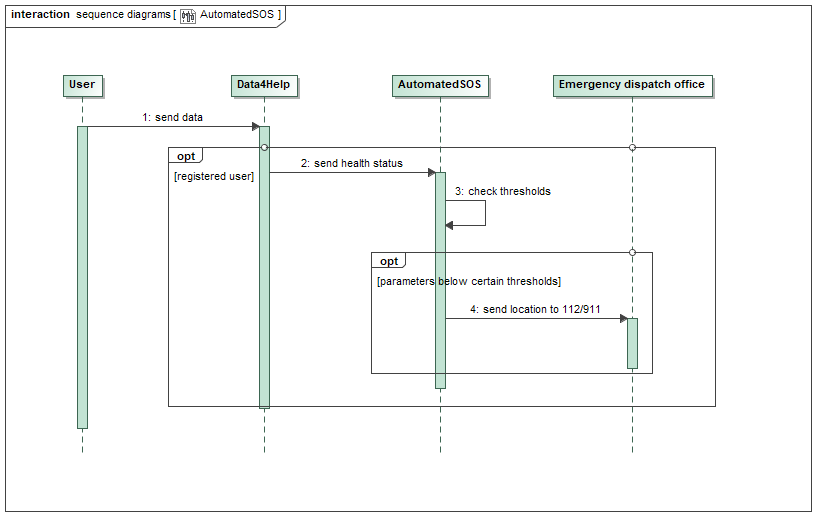 interaction sequence diagrams [ AutomatedSOS ]
User
Data4Help
AutomatedSOS
Emergency dispatch office
1: send data
opt
[registered user]
2: send health status
3: check thresholds
opt
[parameters below certain thresholds]
4: send location to 112/911